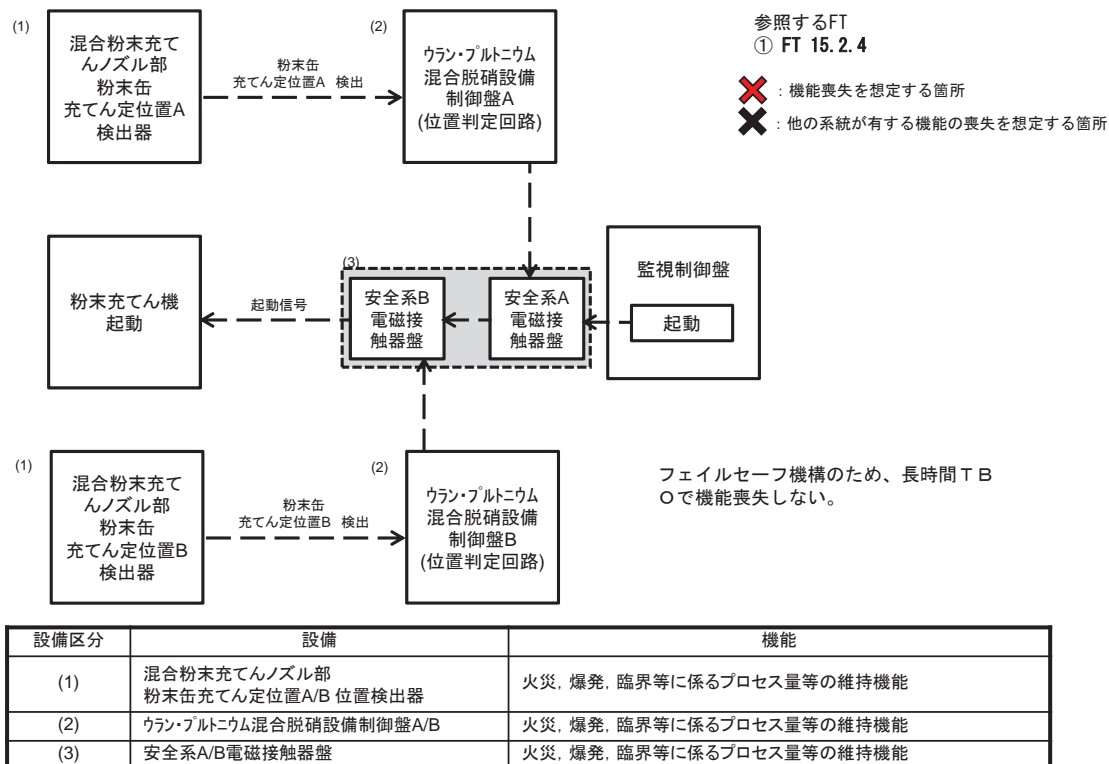 (1)
混合粉末充て
んノズル部
粉末缶
充てん定位置A
検出器
粉末缶
充てん定位置A 検出
(2)
ウラン・プルトニウム
混合脱硝設備
制御盤A
(位置判定回路)
参照するFT
① FT 15.2.4
：機能喪失を想定する箇所
：他の系統が有する機能の喪失を想定する箇所
粉末充てん機
起動
起動信号
(3)
安全系B
電磁接
触器盤
安全系A
電磁接
触器盤
監視制御盤
起動
(1)
混合粉末充て
んノズル部
粉末缶
充てん定位置B
検出器
粉末缶
充てん定位置B 検出
(2)
ウラン・プルトニウム
混合脱硝設備
制御盤B
(位置判定回路)
フェイルセーフ機構のため、長時間ＴＢ
Ｏで機能喪失しない。
設備区分 設備 機能
(1) 混合粉末充てんノズル部
粉末缶充てん定位置A/B 位置検出器 火災，爆発，臨界等に係るプロセス量等の維持機能
(2) ウラン・プルトニウム混合脱硝設備制御盤A/B 火災，爆発，臨界等に係るプロセス量等の維持機能
(3) 安全系A/B電磁接触器盤 火災，爆発，臨界等に係るプロセス量等の維持機能